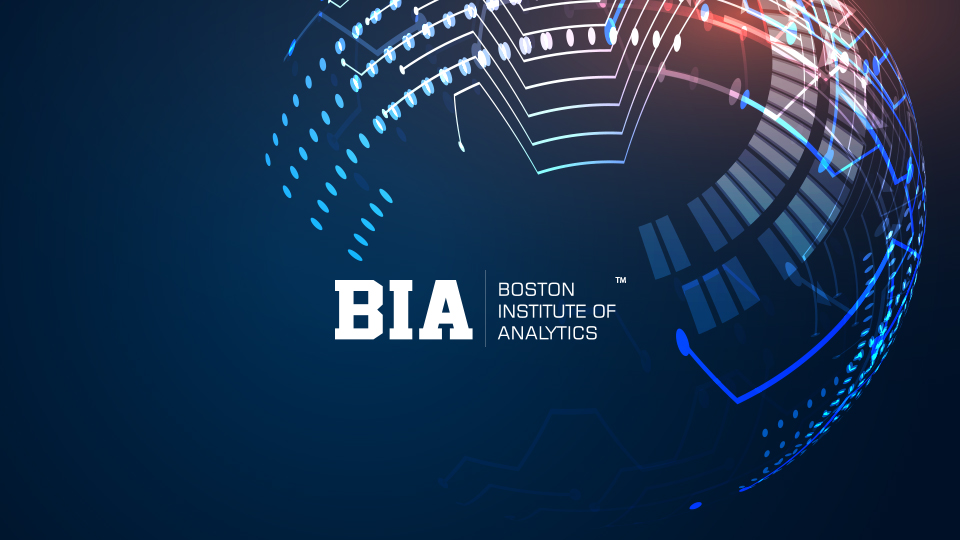 BIA
BOSTON
INSTITUTE OF
ANALYTICS
™